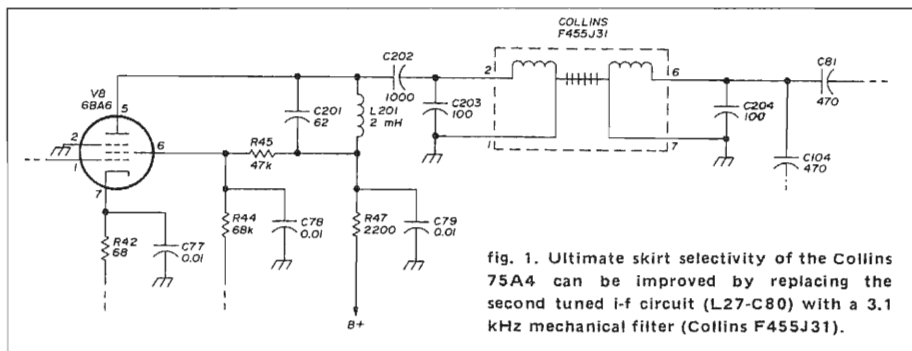 COLLINS
F455J31
V8
6BA6
5
2
1
6
7
C201
62
L201
2 mH
C202
1000
C203
100
2
1
6
7
C204
100
C81
470
C104
470
R45
47k
R42
68
C77
0.01
R44
68k
C78
0.01
R47
2200
C79
0.01
B+
fig. 1. Ultimate skirt selectivity of the Collins
75A4 can be improved by replacing the
second tuned i-f circuit (L27-C80) with a 3.1
kHz mechanical filter (Collins F455J31).